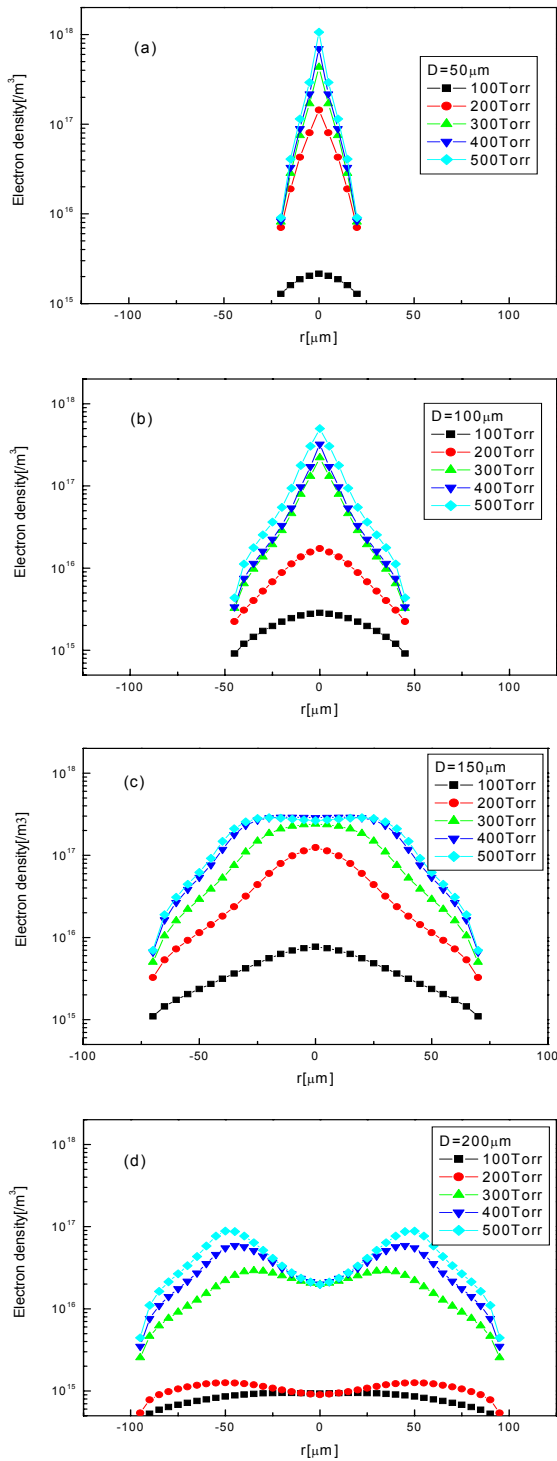 10^18
(a)
D=50μm
100Torr
200Torr
300Torr
400Torr
500Torr
10^17
10^16
10^15
Electron density[/m^3]
-100 -50 0 50 100
r[μm]
10^18
(b)
D=100μm
100Torr
200Torr
300Torr
400Torr
500Torr
10^17
10^16
10^15
Electron density[/m^3]
-100 -50 0 50 100
r[μm]
10^18
(c)
D=150μm
100Torr
200Torr
300Torr
400Torr
500Torr
10^17
10^16
10^15
Electron density[/m3]
-100 -50 0 50 100
r[μm]
10^18
(d)
D=200μm
100Torr
200Torr
300Torr
400Torr
500Torr
10^17
10^16
10^15
Electron density[/m^3]
-100 -50 0 50 100
r[μm]